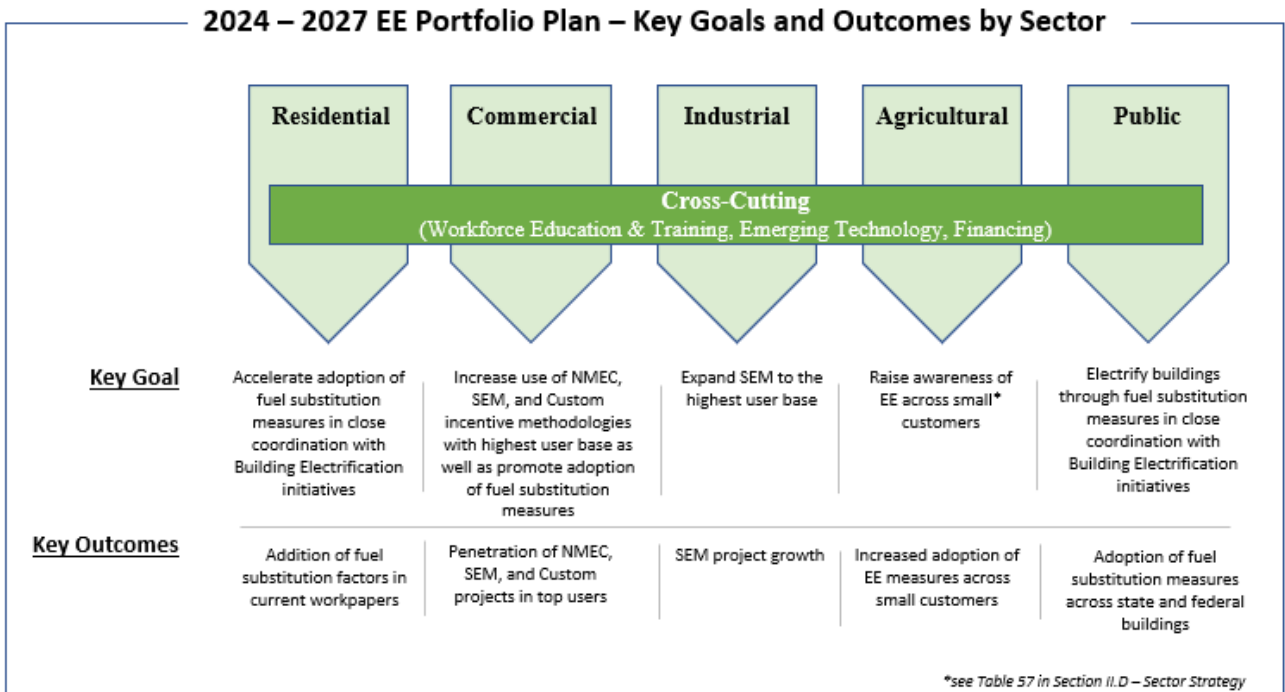 2024 – 2027 EE Portfolio Plan – Key Goals and Outcomes by Sector
Residential
Commercial
Industrial
Agricultural
Public
Cross-Cutting
(Workforce Education & Training, Emerging Technology, Financing)
Key Goal
Accelerate adoption of
fuel substitution
measures in close
coordination with
Building Electrification
initiatives
Increase use of NMEC,
SEM, and Custom
incentive methodologies
with highest user base as
well as promote adoption
of fuel substitution
measures
Expand SEM to the
highest user base
Raise awareness of
EE across small*
customers
Electrify buildings
through fuel substitution
measures in close
coordination with
Building Electrification
initiatives
Key Outcomes
Addition of fuel
substitution factors in
current workpapers
Penetration of NMEC,
SEM, and Custom
projects in top users
SEM project growth
Increased adoption of
EE measures across
small customers
Adoption of fuel
substitution measures
across state and federal
buildings
*see Table 57 in Section II.D – Sector Strategy